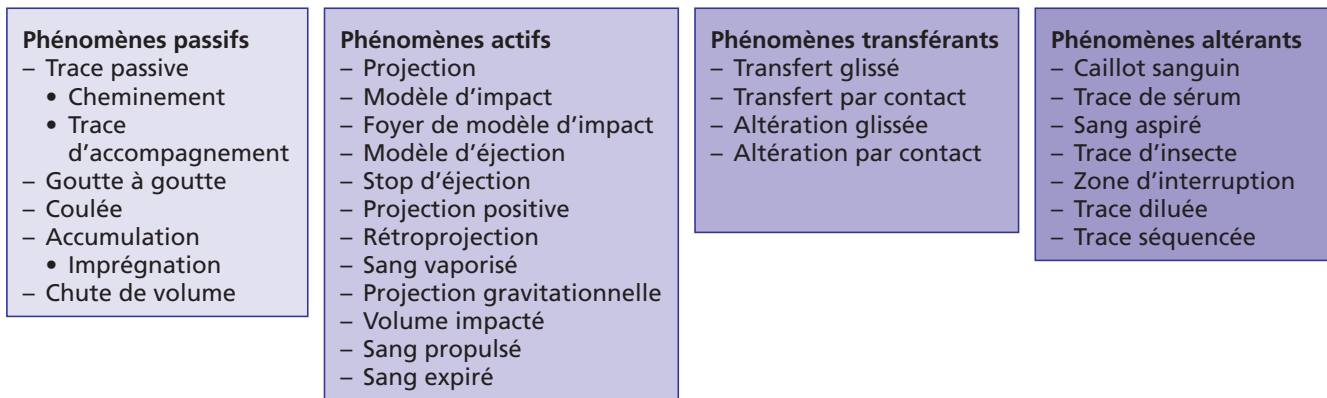 Phénomènes passifs
– Trace passive
• Cheminement
• Trace
d'accompagnement
– Goutte à goutte
– Coulée
– Accumulation
• Imprégnation
– Chute de volume
Phénomènes actifs
– Projection
– Modèle d'impact
– Foyer de modèle d'impact
– Modèle d'éjection
– Stop d'éjection
– Projection positive
– Rétroprojection
– Sang vaporisé
– Projection gravitationnelle
– Volume impacté
– Sang propulsé
– Sang expiré
Phénomènes transférants
– Transfert glissé
– Transfert par contact
– Altération glissée
– Altération par contact
Phénomènes altérants
– Caillot sanguin
– Trace de sérum
– Sang aspiré
– Trace d'insecte
– Zone d'interruption
– Trace diluée
– Trace séquencée